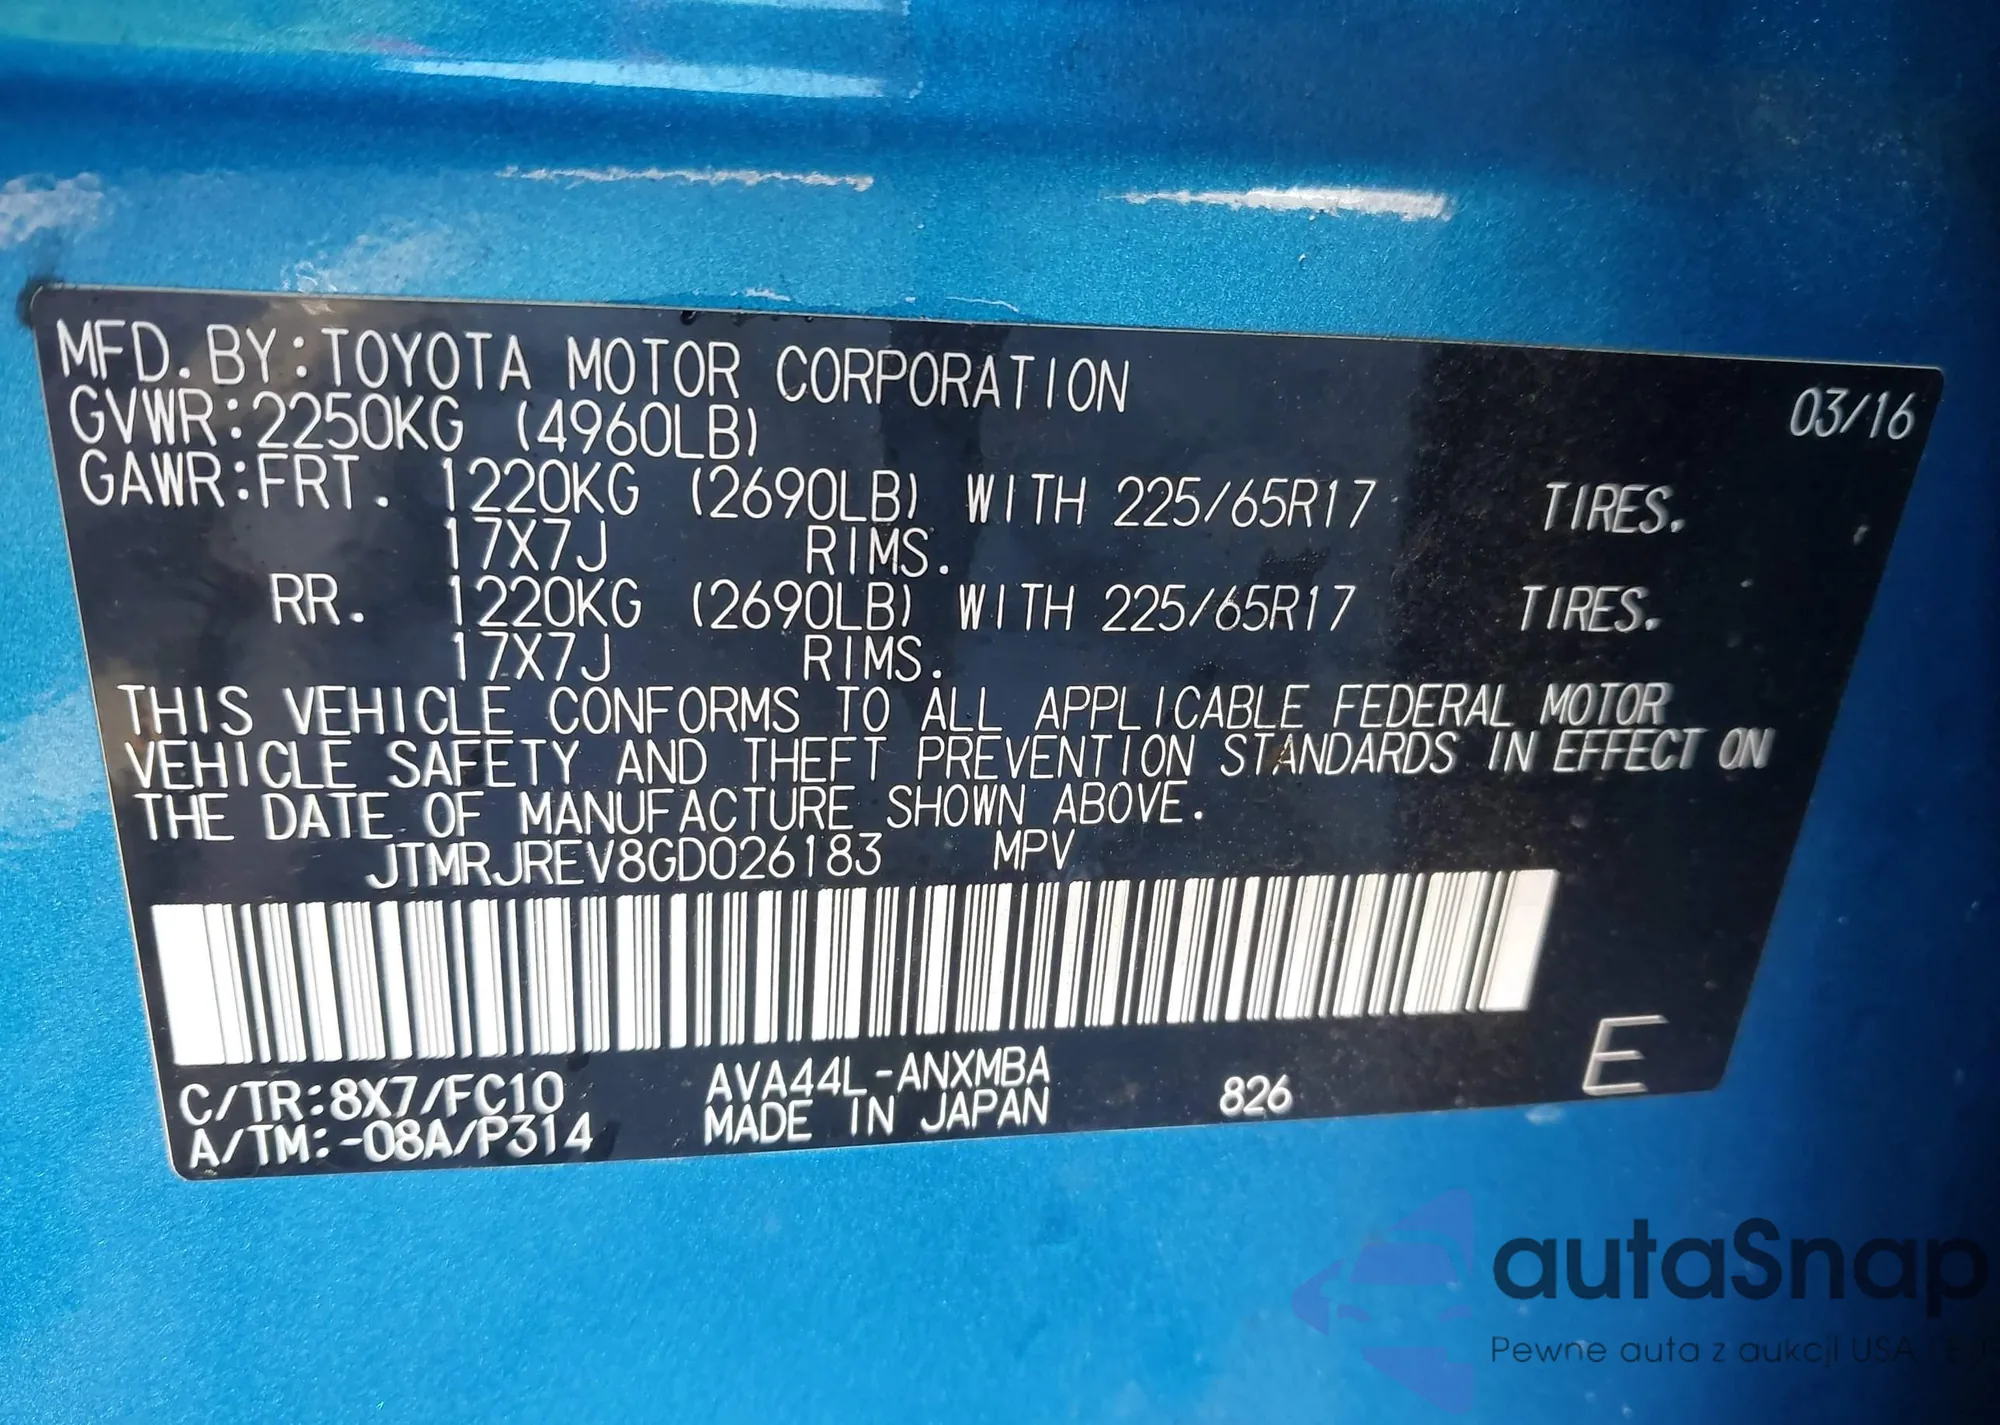 MFD. BY: TOYOTA MOTOR CORPORATION 03/16
GVWR: 2250KG (4960LB)
GAWR: FRT. 1220KG (2690LB) WITH 225/65R17 TIRES.
17X7J RIMS.
RR. 1220KG (2690LB) WITH 225/65R17 TIRES.
17X7J RIMS.
THIS VEHICLE CONFORMS TO ALL APPLICABLE FEDERAL MOTOR
VEHICLE SAFETY AND THEFT PREVENTION STANDARDS IN EFFECT ON
THE DATE OF MANUFACTURE SHOWN ABOVE.
JTMRJREV8GD026183 MPV
C/TR: 8X7/FC10 AVA44L-ANXMBA 826 E
A/TM: -08A/P314 MADE IN JAPAN
autaSnap
Pewne auta z aukcji USA